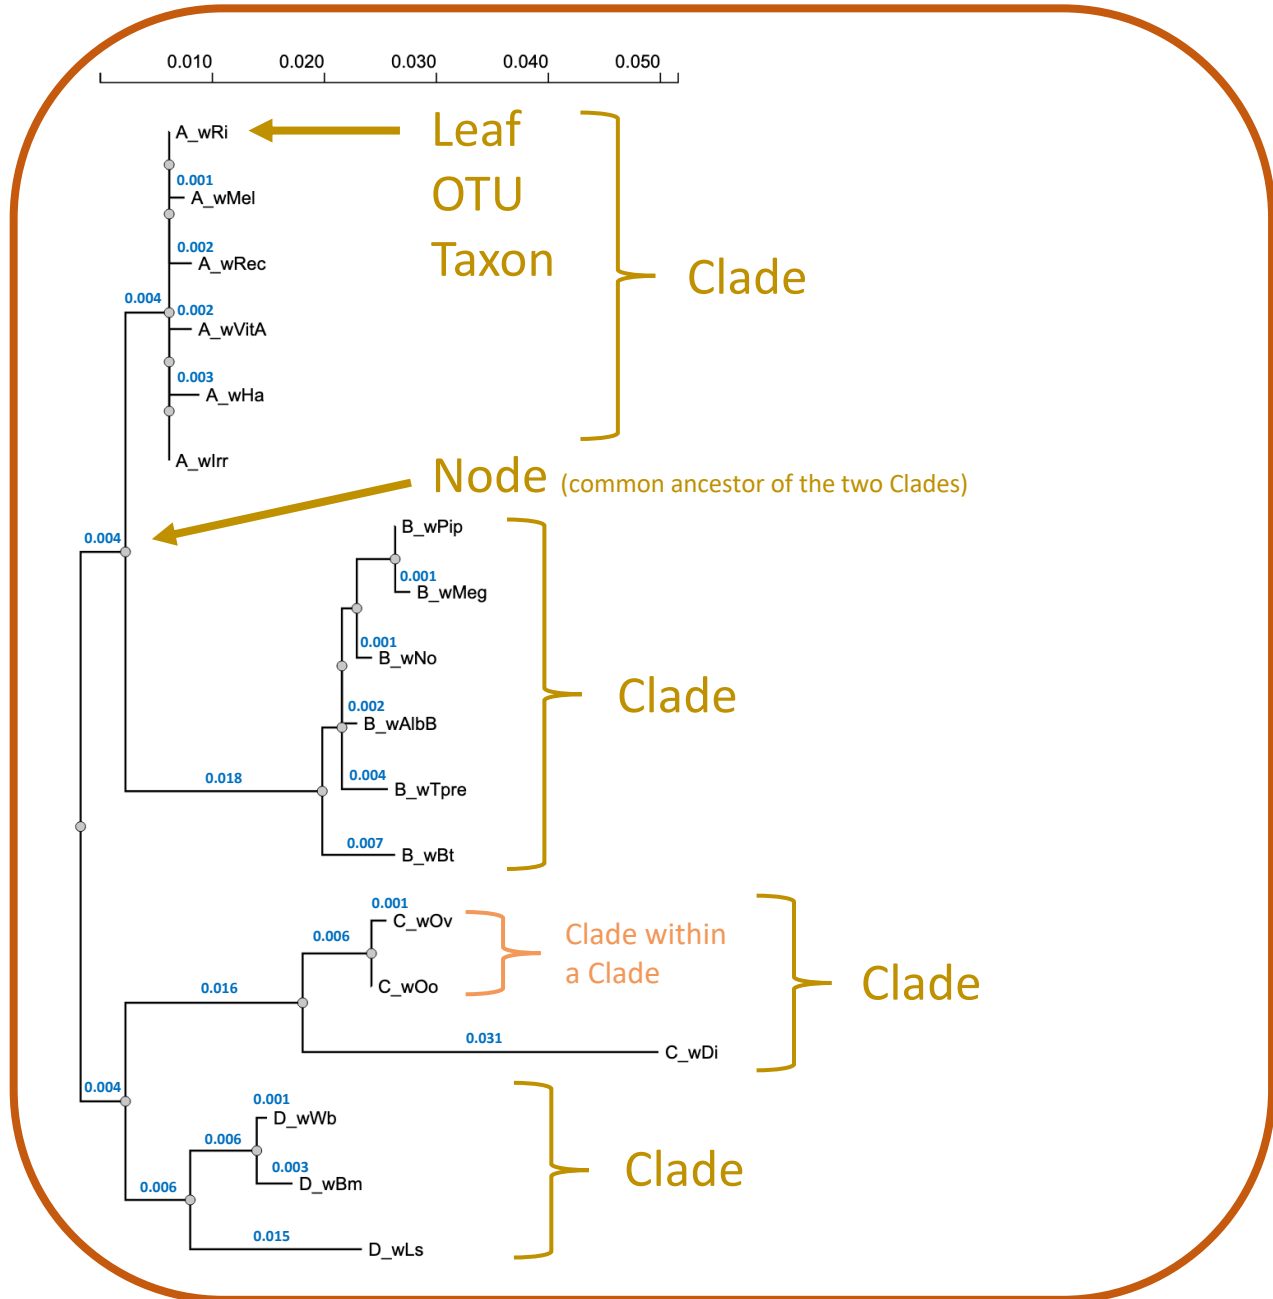 0.010 0.020 0.030 0.040 0.050
A_wRi
Leaf
OTU
Taxon
Clade
0.001
A_wMel
0.002
A_wRec
0.004
0.002
A_wVitA
0.003
A_wHa
A_wIrr
Node (common ancestor of the two Clades)
0.004
B_wPip
0.001
B_wMeg
0.001
B_wNo
Clade
0.002
B_wAlbB
0.018
0.004
B_wTpre
0.007
B_wBt
0.001
C_wOv
0.006
Clade within
a Clade
C_wOo
0.016
Clade
0.031
C_wDi
0.004
0.001
D_wWb
0.006
0.003
D_wBm
Clade
0.006
0.015
D_wLs